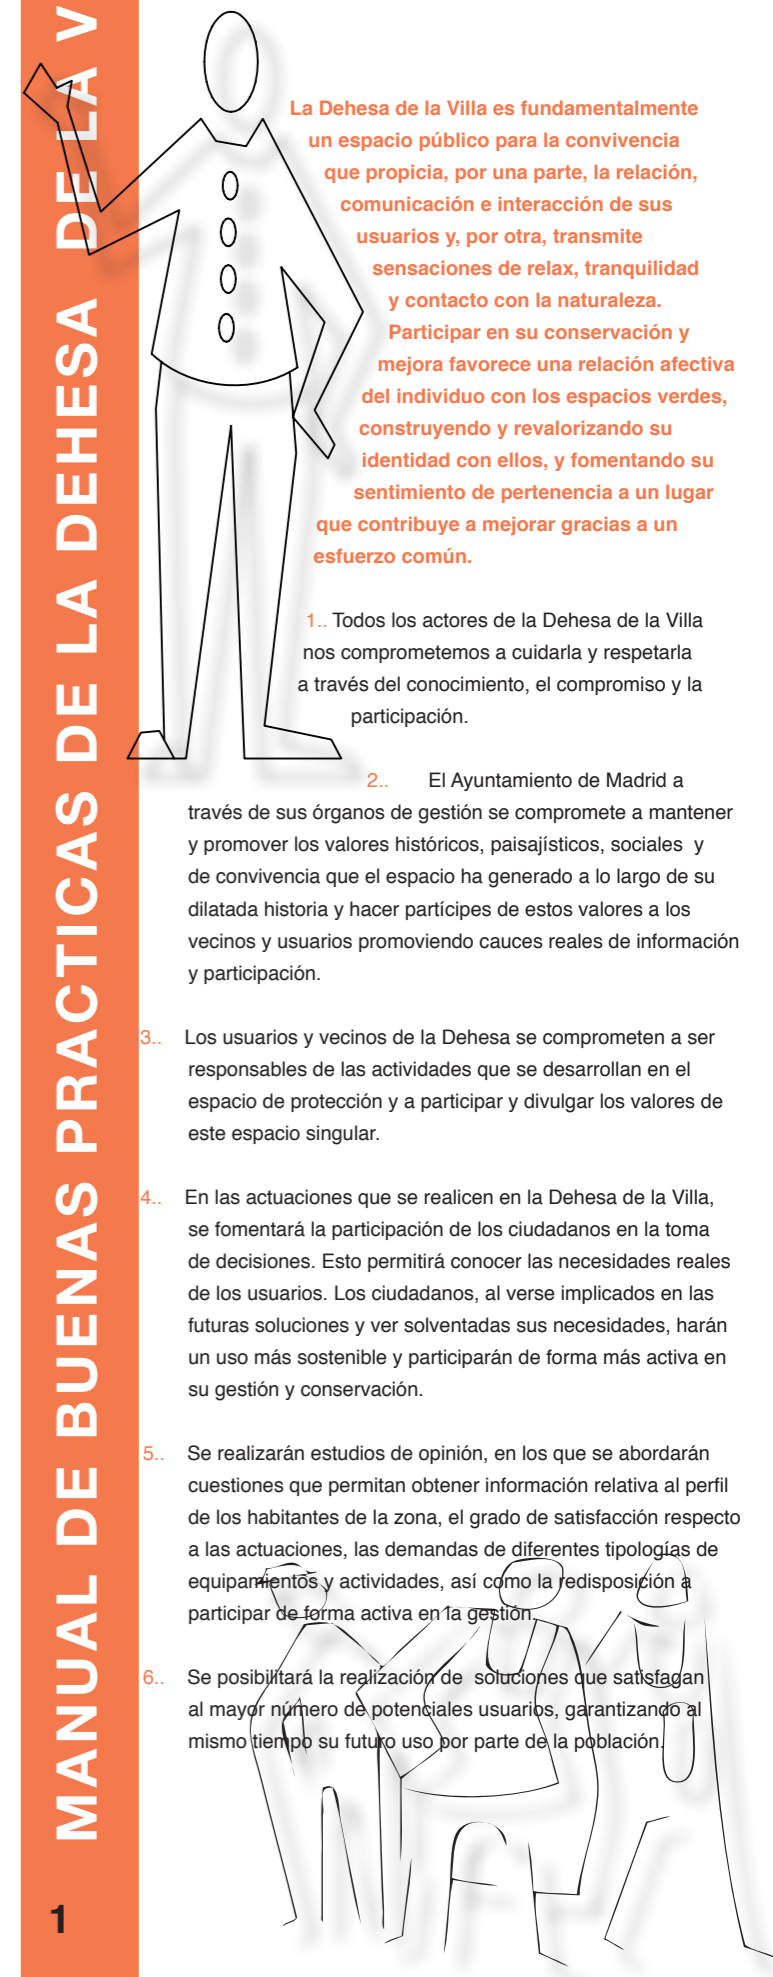 MANUAL DE BUENAS PRACTICAS DE LA DEHESA DE LA V
La Dehesa de la Villa es fundamentalmente
un espacio público para la convivencia
que propicia, por una parte, la relación,
comunicación e interacción de sus
usuarios y, por otra, transmite
sensaciones de relax, tranquilidad
y contacto con la naturaleza.
Participar en su conservación y
mejora favorece una relación afectiva
del individuo con los espacios verdes,
construyendo y revalorizando su
identidad con ellos, y fomentando su
sentimiento de pertenencia a un lugar
que contribuye a mejorar gracias a un
esfuerzo común.
1.. Todos los actores de la Dehesa de la Villa
nos comprometemos a cuidarla y respetarla
a través del conocimiento, el compromiso y la
participación.
2.. El Ayuntamiento de Madrid a
través de sus órganos de gestión se compromete a mantener
y promover los valores históricos, paisajísticos, sociales y
de convivencia que el espacio ha generado a lo largo de su
dilatada historia y hacer partícipes de estos valores a los
vecinos y usuarios promoviendo cauces reales de información
y participación.
3.. Los usuarios y vecinos de la Dehesa se comprometen a ser
responsables de las actividades que se desarrollan en el
espacio de protección y a participar y divulgar los valores de
este espacio singular.
4.. En las actuaciones que se realicen en la Dehesa de la Villa,
se fomentará la participación de los ciudadanos en la toma
de decisiones. Esto permitirá conocer las necesidades reales
de los usuarios. Los ciudadanos, al verse implicados en las
futuras soluciones y ver solventadas sus necesidades, harán
un uso más sostenible y participarán de forma más activa en
su gestión y conservación.
5.. Se realizarán estudios de opinión, en los que se abordarán
cuestiones que permitan obtener información relativa al perfil
de los habitantes de la zona, el grado de satisfacción respecto
a las actuaciones, las demandas de diferentes tipologías de
equipamientos y actividades, así como la redisposición a
participar de forma activa en la gestión.
6.. Se posibilitará la realización de soluciones que satisfagan
al mayor número de potenciales usuarios, garantizando al
mismo tiempo su futuro uso por parte de la población.
1